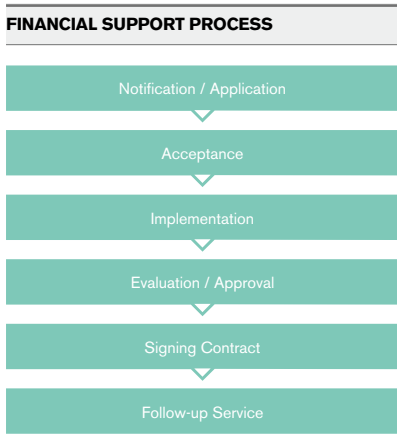 FINANCIAL SUPPORT PROCESS
Notification / Application
Acceptance
Implementation
Evaluation / Approval
Signing Contract
Follow-up Service